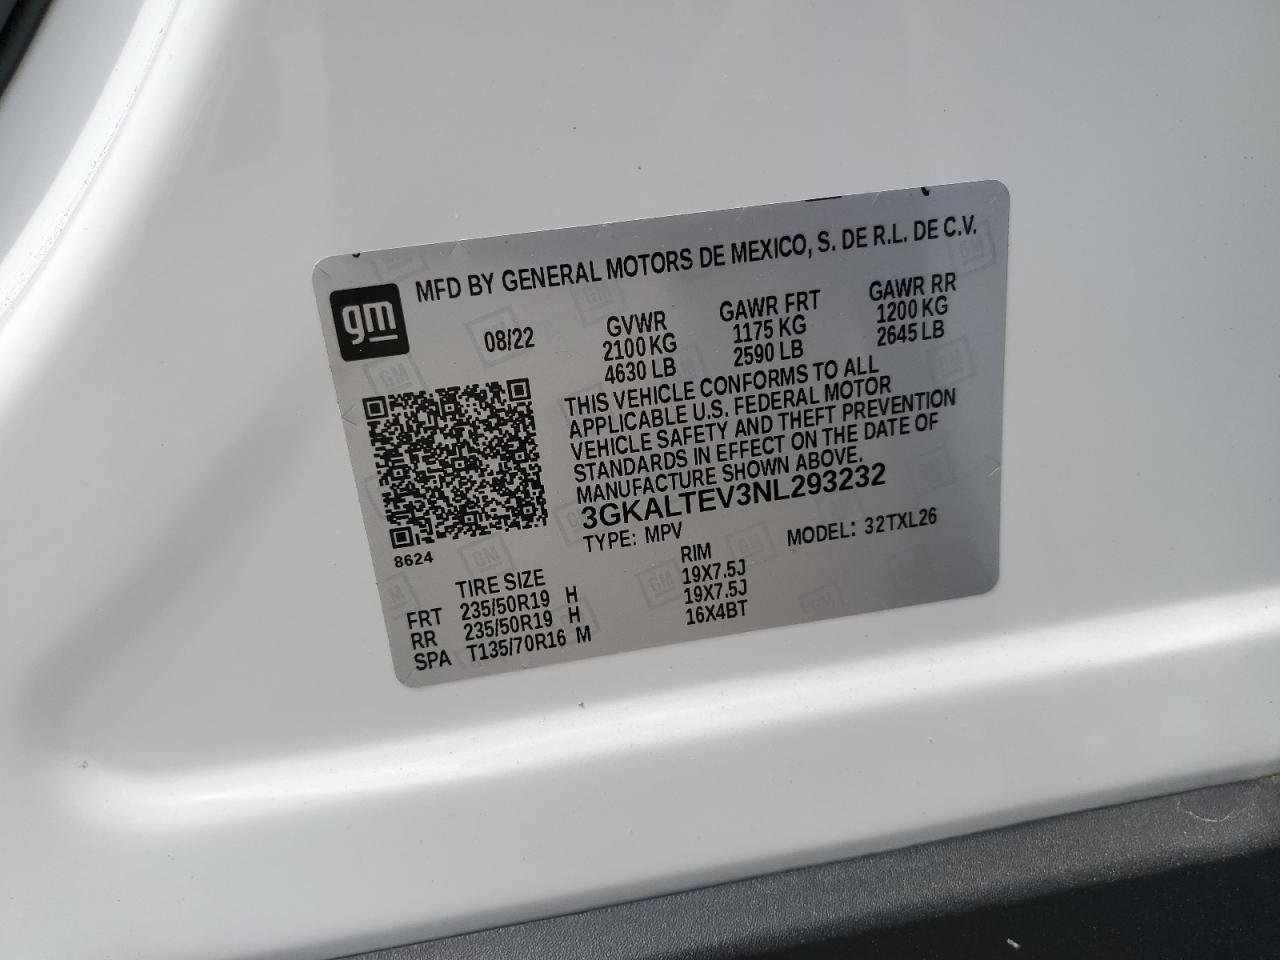 gm
MFD BY GENERAL MOTORS DE MEXICO, S. DE R.L. DE C.V.
08/22
GVWR
2100 KG
4630 LB
GAWR FRT
1175 KG
2590 LB
GAWR RR
1200 KG
2645 LB
THIS VEHICLE CONFORMS TO ALL
APPLICABLE U.S. FEDERAL MOTOR
VEHICLE SAFETY AND THEFT PREVENTION
STANDARDS IN EFFECT ON THE DATE OF
MANUFACTURE SHOWN ABOVE.
3GKALTEV3NL293232
TYPE: MPV MODEL: 32TXL26
8624
TIRE SIZE RIM
FRT 235/50R19 H 19X7.5J
RR 235/50R19 H 19X7.5J
SPA T135/70R16 M 16X4BT